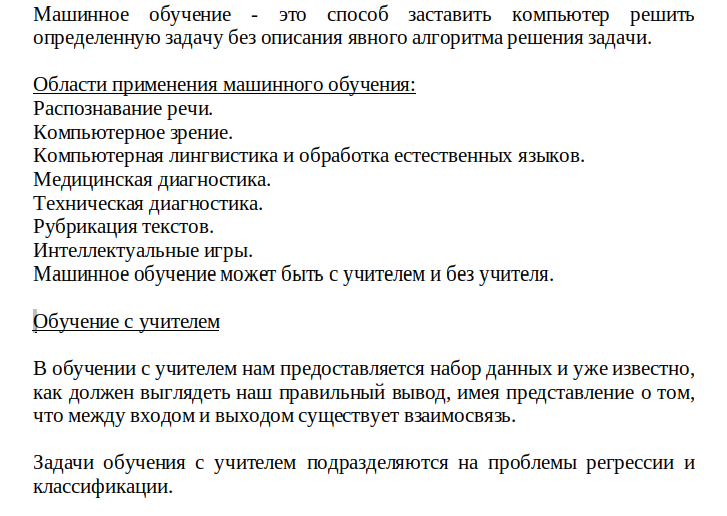 Машинное обучение - это способ заставить компьютер решить
определенную задачу без описания явного алгоритма решения задачи.
Области применения машинного обучения:
Распознавание речи.
Компьютерное зрение.
Компьютерная лингвистика и обработка естественных языков.
Медицинская диагностика.
Техническая диагностика.
Рубрикация текстов.
Интеллектуальные игры.
Машинное обучение может быть с учителем и без учителя.
Обучение с учителем
В обучении с учителем нам предоставляется набор данных и уже известно,
как должен выглядеть наш правильный вывод, имея представление о том,
что между входом и выходом существует взаимосвязь.
Задачи обучения с учителем подразделяются на проблемы регрессии и
классификации.